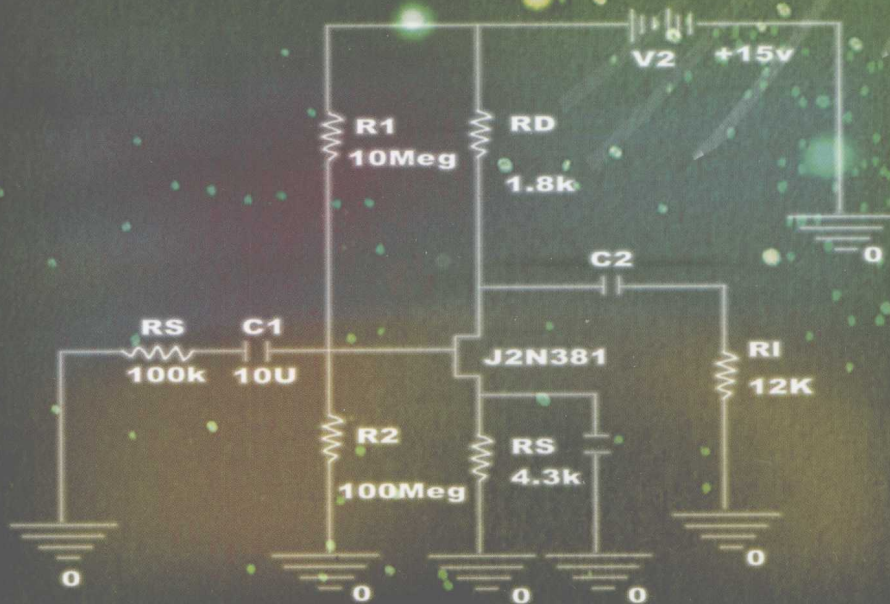 V2 +15v
R1
10Meg
RD
1.8k
0
C2
RS C1
100k 10U
J2N381
RI
12K
R2
100Meg
RS
4.3k
0
0
0
0
0